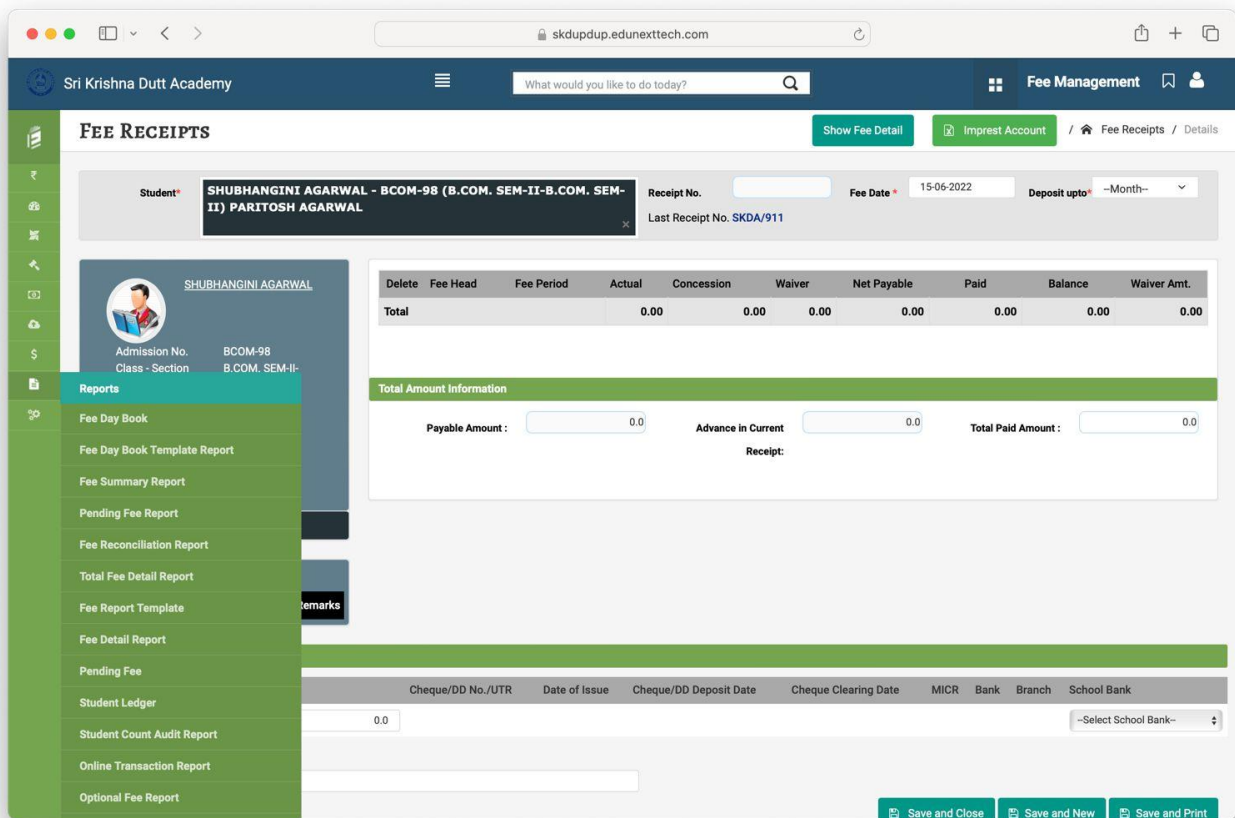 skdupdup.edunexttech.com
Sri Krishna Dutt Academy
What would you like to do today?
Fee Management
FEE RECEIPTS
Show Fee Detail
Imprest Account
/ Fee Receipts / Details
Student*
SHUBHANGINI AGARWAL - BCOM-98 (B.COM. SEM-II-B.COM. SEM-
II) PARITOSH AGARWAL
×
Receipt No.
Last Receipt No. SKDA/911
Fee Date *
15-06-2022
Deposit upto*
--Month--
SHUBHANGINI AGARWAL
Admission No. BCOM-98
Class - Section B.COM. SEM-II-
Delete Fee Head Fee Period Actual Concession Waiver Net Payable Paid Balance Waiver Amt.
Total 0.00 0.00 0.00 0.00 0.00 0.00 0.00
Total Amount Information
Payable Amount : 0.0
Advance in Current
Receipt:
0.0
Total Paid Amount : 0.0
Reports
Fee Day Book
Fee Day Book Template Report
Fee Summary Report
Pending Fee Report
Fee Reconciliation Report
Total Fee Detail Report
Fee Report Template
Fee Detail Report
Pending Fee
Student Ledger
Student Count Audit Report
Online Transaction Report
Optional Fee Report
Cheque/DD No./UTR Date of Issue Cheque/DD Deposit Date Cheque Clearing Date MICR Bank Branch School Bank
0.0
--Select School Bank--
Save and Close
Save and New
Save and Print